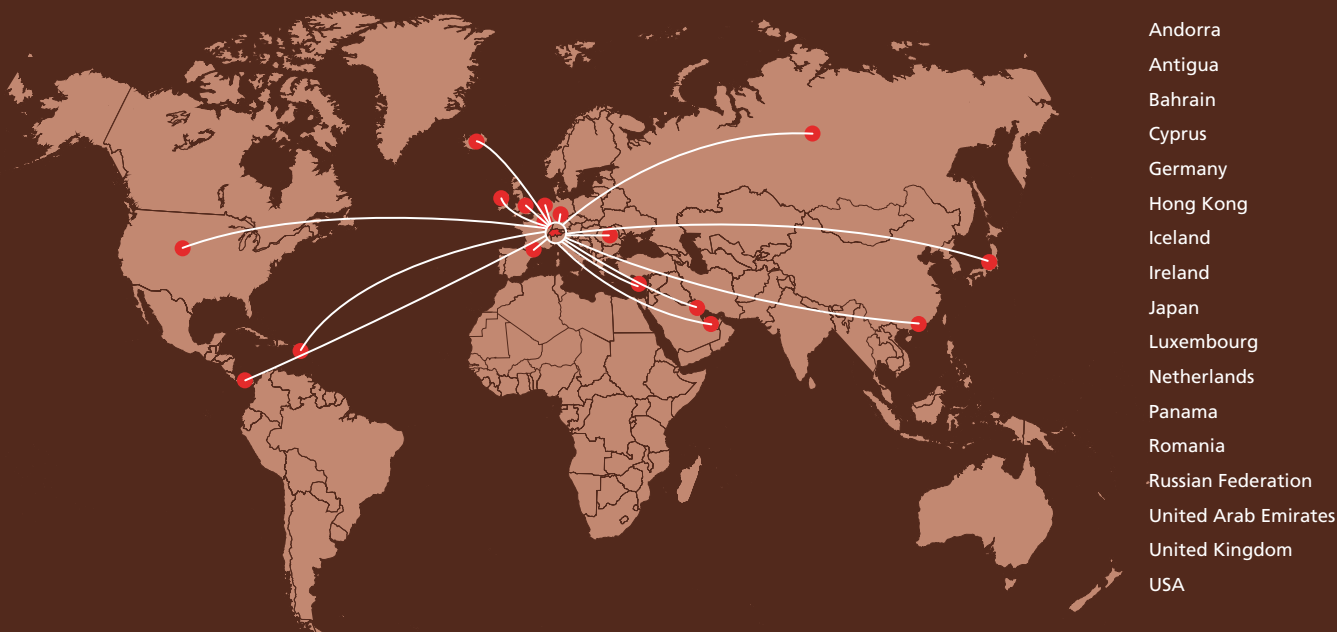 Andorra
Antigua
Bahrain
Cyprus
Germany
Hong Kong
Iceland
Ireland
Japan
Luxembourg
Netherlands
Panama
Romania
Russian Federation
United Arab Emirates
United Kingdom
USA